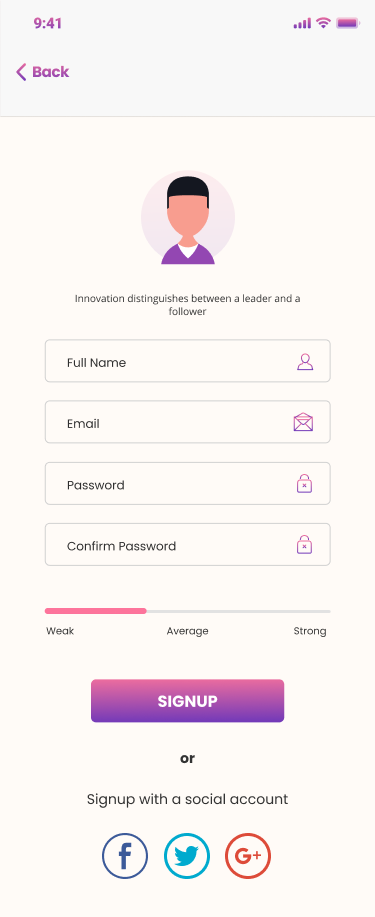 9:41
Back
Innovation distinguishes between a leader and a
follower
Full Name
Email
Password
Confirm Password
Weak Average Strong
SIGNUP
or
Signup with a social account
f G+